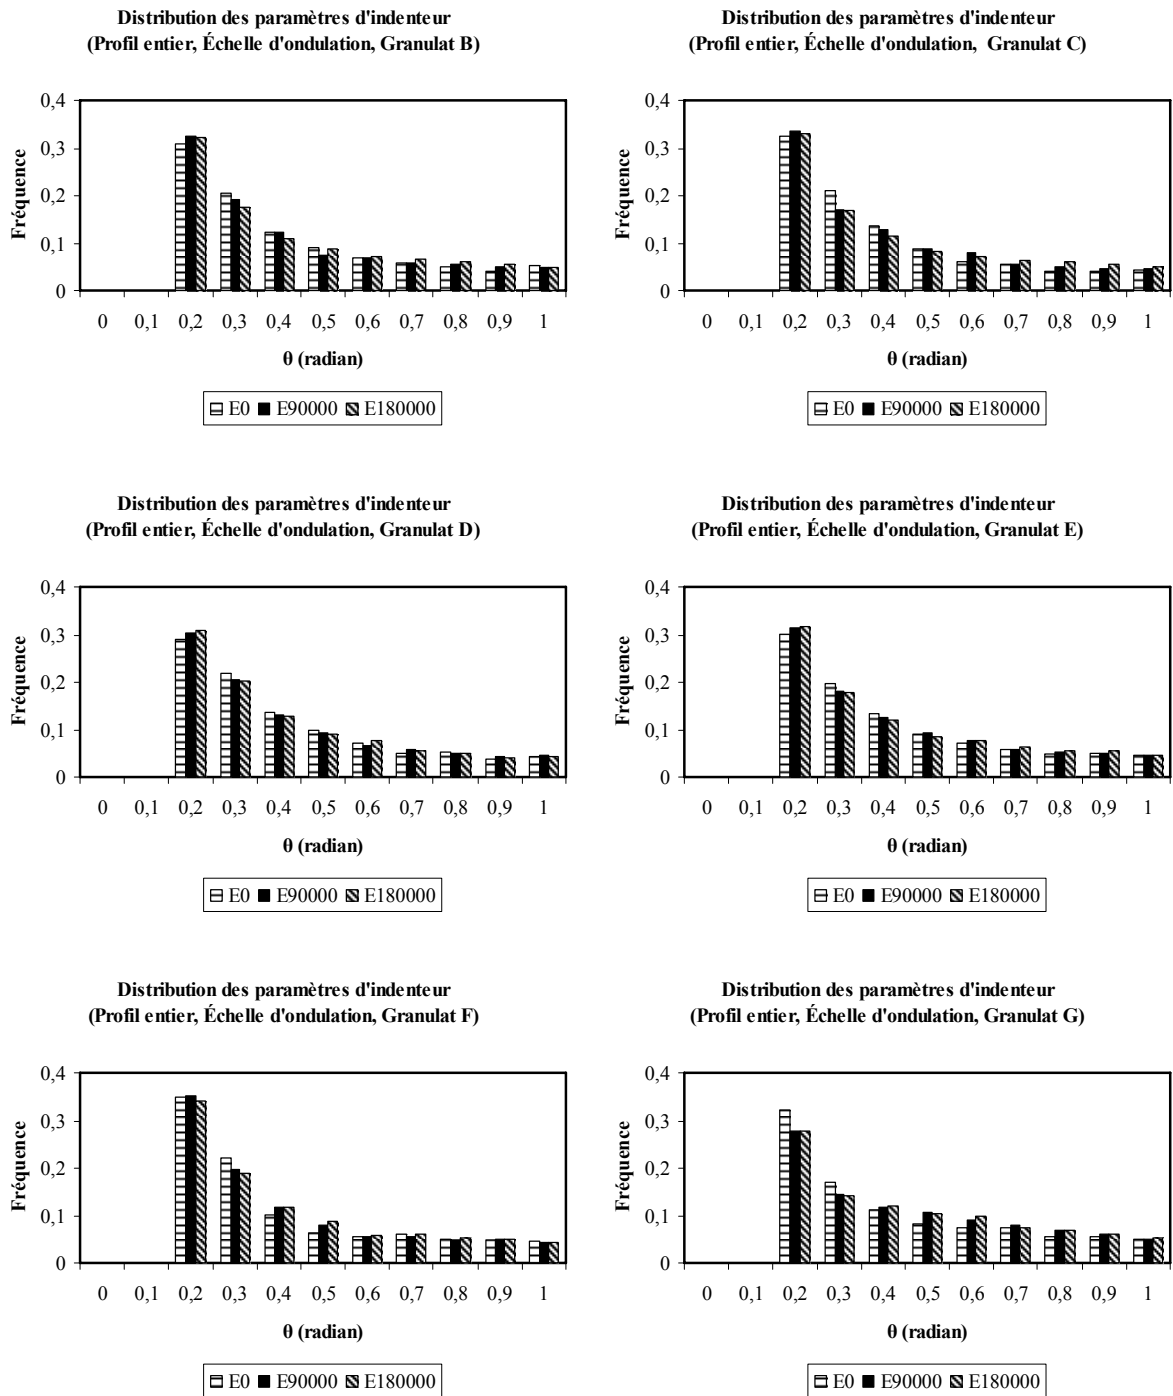 Distribution des paramètres d'indenteur
(Profil entier, Échelle d'ondulation, Granulat B)
0,4
0,3
0,2
0,1
0
Fréquence
0 0,1 0,2 0,3 0,4 0,5 0,6 0,7 0,8 0,9 1
θ (radian)
E0 E90000 E180000
Distribution des paramètres d'indenteur
(Profil entier, Échelle d'ondulation, Granulat C)
0,4
0,3
0,2
0,1
0
Fréquence
0 0,1 0,2 0,3 0,4 0,5 0,6 0,7 0,8 0,9 1
θ (radian)
E0 E90000 E180000
Distribution des paramètres d'indenteur
(Profil entier, Échelle d'ondulation, Granulat D)
0,4
0,3
0,2
0,1
0
Fréquence
0 0,1 0,2 0,3 0,4 0,5 0,6 0,7 0,8 0,9 1
θ (radian)
E0 E90000 E180000
Distribution des paramètres d'indenteur
(Profil entier, Échelle d'ondulation, Granulat E)
0,4
0,3
0,2
0,1
0
Fréquence
0 0,1 0,2 0,3 0,4 0,5 0,6 0,7 0,8 0,9 1
θ (radian)
E0 E90000 E180000
Distribution des paramètres d'indenteur
(Profil entier, Échelle d'ondulation, Granulat F)
0,4
0,3
0,2
0,1
0
Fréquence
0 0,1 0,2 0,3 0,4 0,5 0,6 0,7 0,8 0,9 1
θ (radian)
E0 E90000 E180000
Distribution des paramètres d'indenteur
(Profil entier, Échelle d'ondulation, Granulat G)
0,4
0,3
0,2
0,1
0
Fréquence
0 0,1 0,2 0,3 0,4 0,5 0,6 0,7 0,8 0,9 1
θ (radian)
E0 E90000 E180000